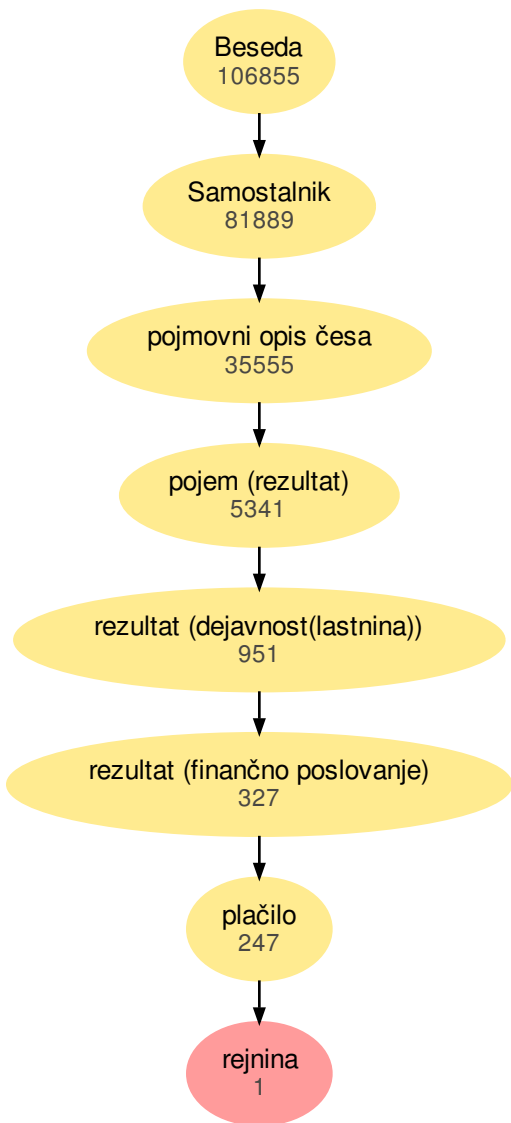 Beseda
106855
Samostalnik
81889
pojmovni opis česa
35555
pojem (rezultat)
5341
rezultat (dejavnost(lastnina))
951
rezultat (finančno poslovanje)
327
plačilo
247
rejnina
1